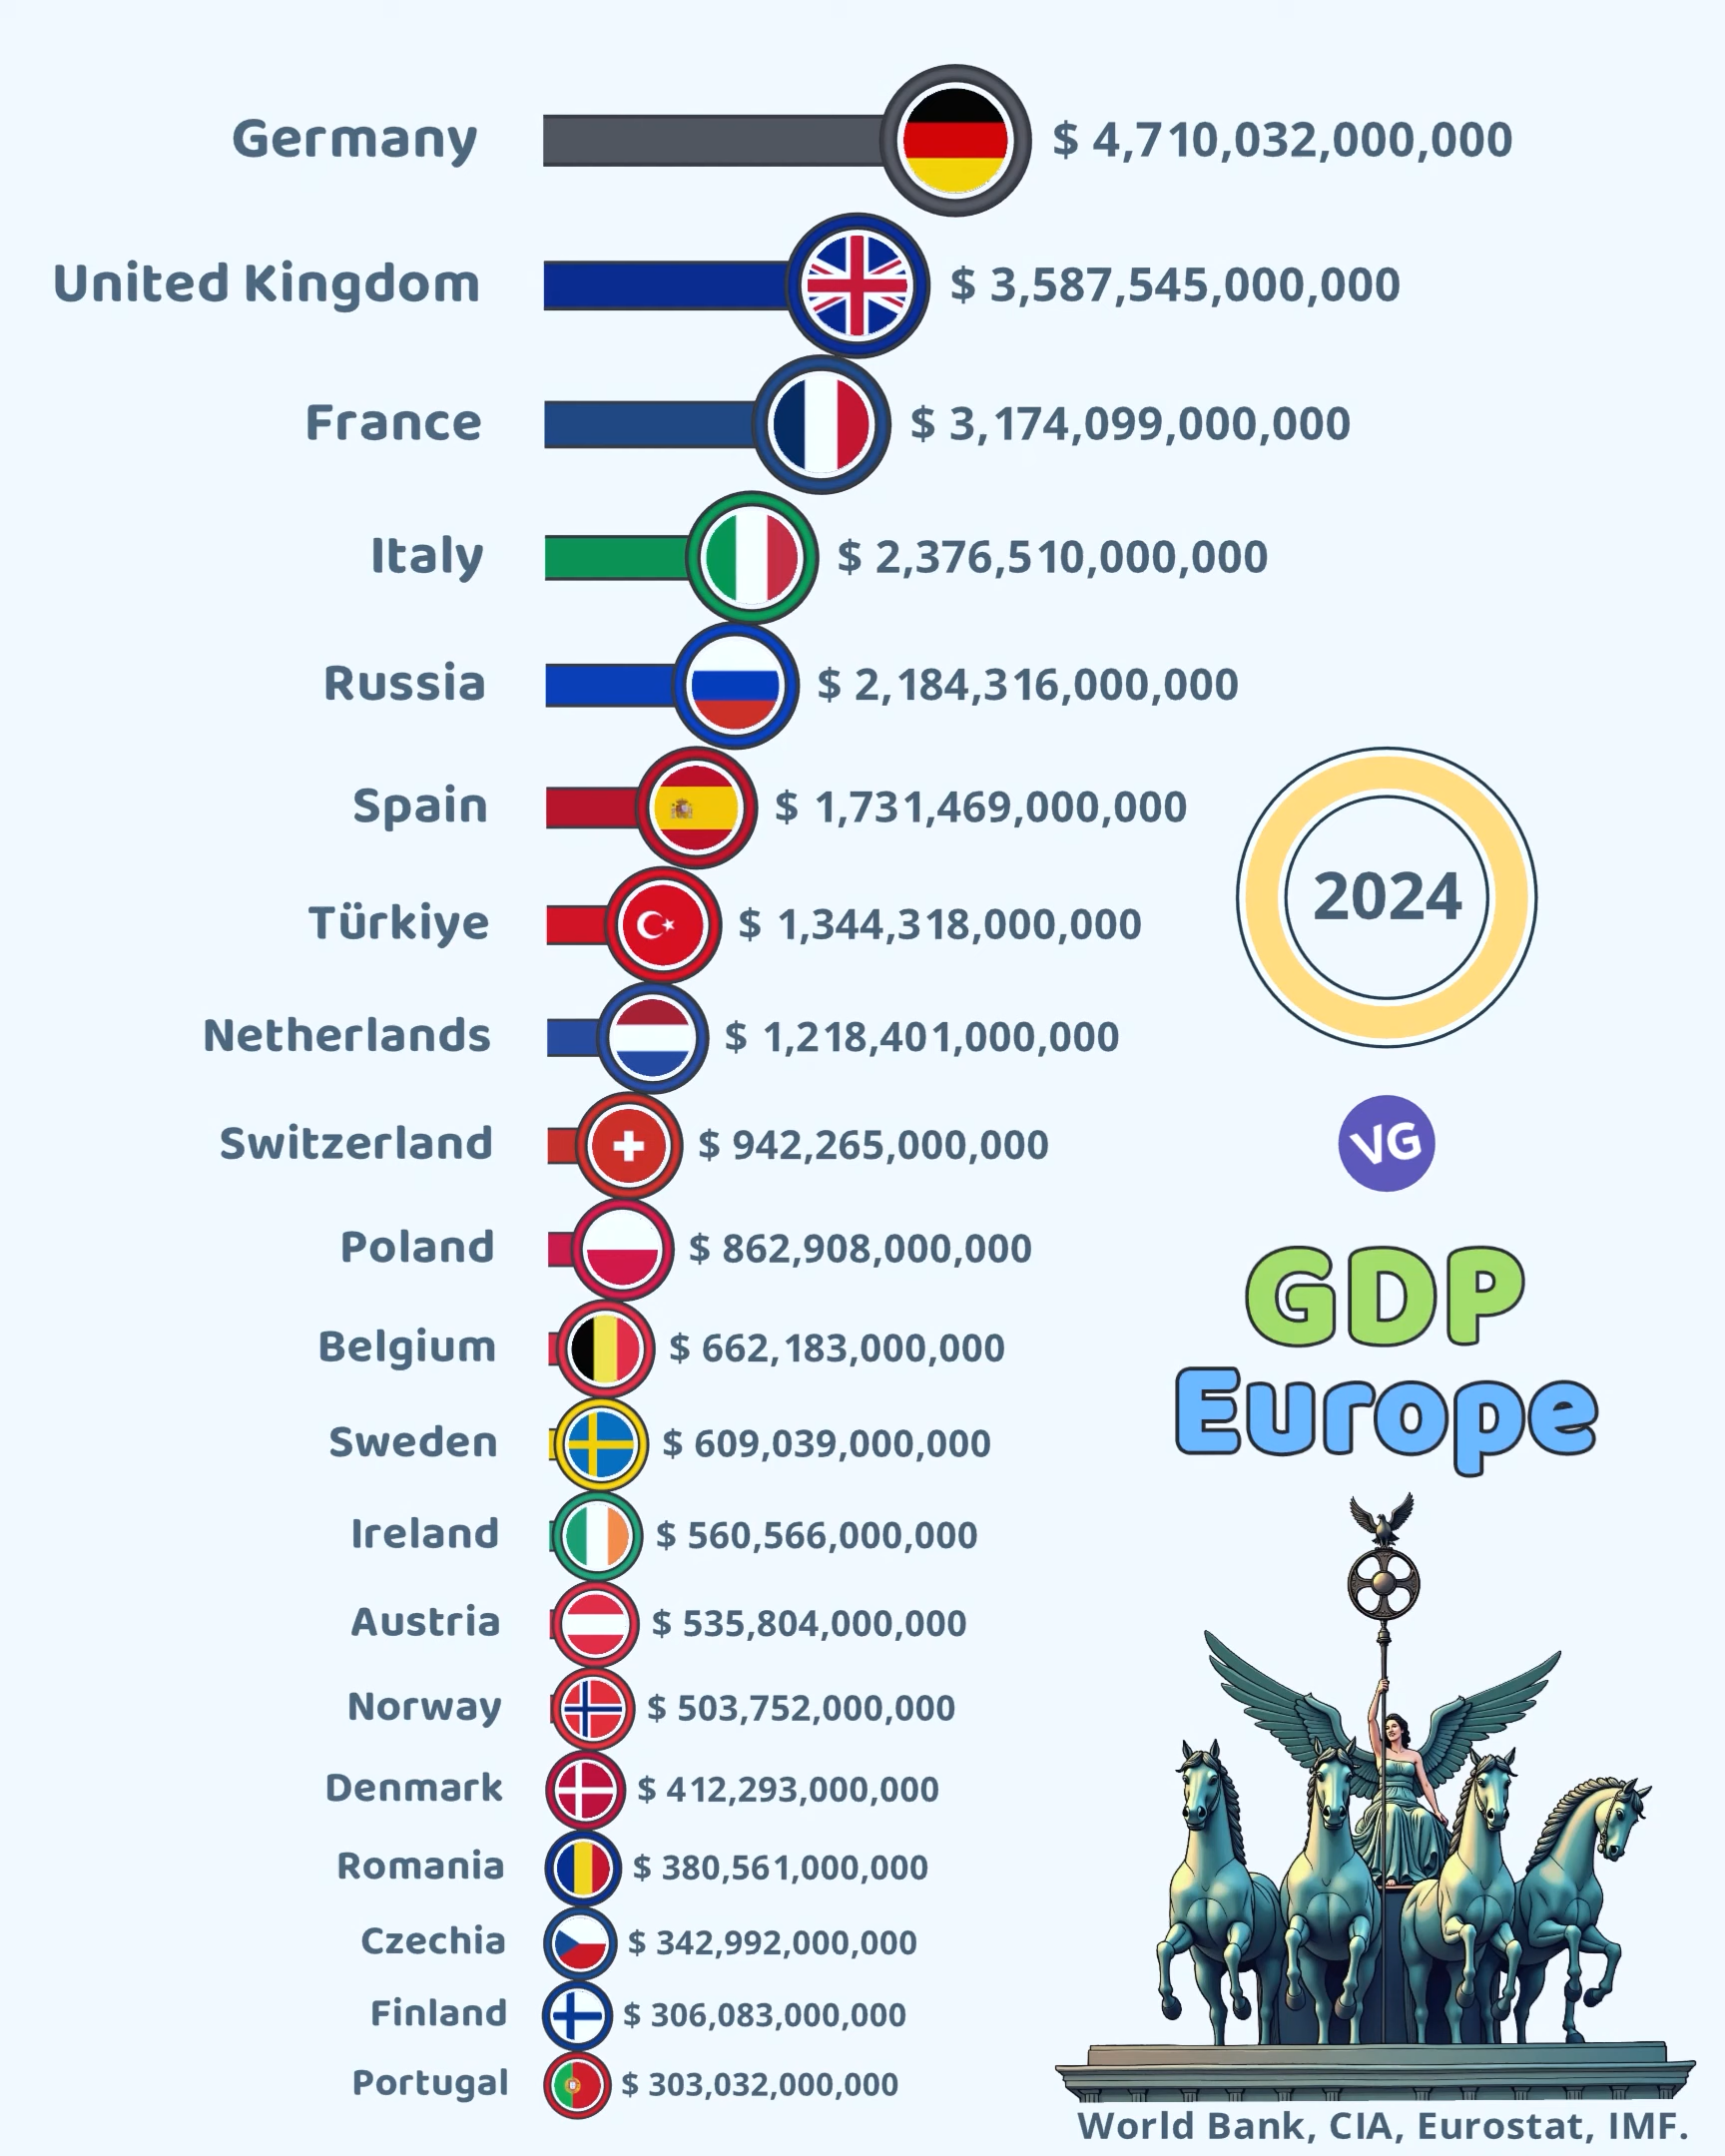 Germany $ 4,710,032,000,000
United Kingdom $ 3,587,545,000,000
France $ 3,174,099,000,000
Italy $ 2,376,510,000,000
Russia $ 2,184,316,000,000
Spain $ 1,731,469,000,000
Türkiye $ 1,344,318,000,000
Netherlands $ 1,218,401,000,000
Switzerland $ 942,265,000,000
Poland $ 862,908,000,000
Belgium $ 662,183,000,000
Sweden $ 609,039,000,000
Ireland $ 560,566,000,000
Austria $ 535,804,000,000
Norway $ 503,752,000,000
Denmark $ 412,293,000,000
Romania $ 380,561,000,000
Czechia $ 342,992,000,000
Finland $ 306,083,000,000
Portugal $ 303,032,000,000
2024
VG
GDP
Europe
World Bank, CIA, Eurostat, IMF.